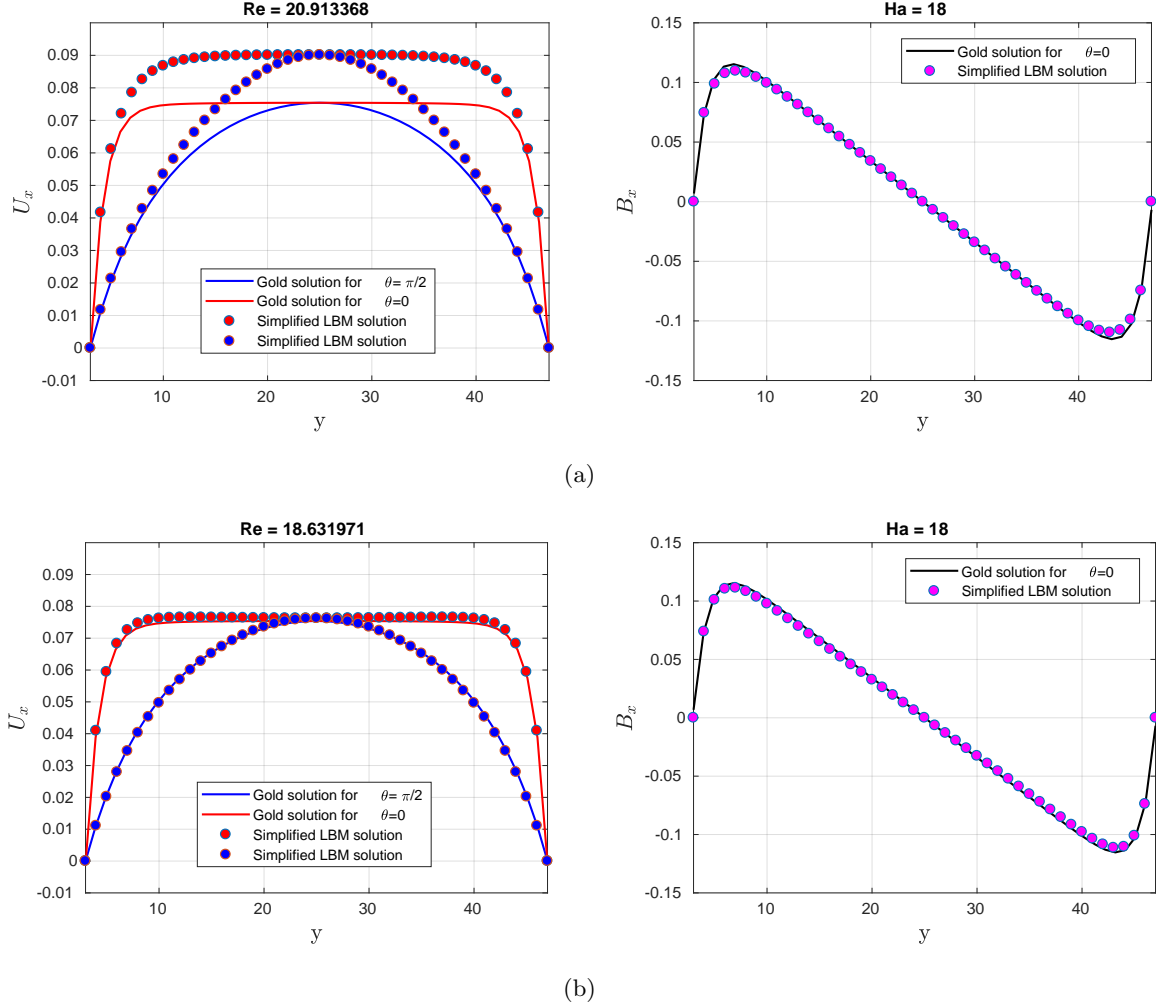 Re = 20.913368
0.09
0.08
0.07
0.06
0.05
0.04
0.03
0.02
0.01
0
-0.01
U_x
Gold solution for θ= π/2
Gold solution for θ=0
Simplified LBM solution
Simplified LBM solution
10 20 30 40
y
Ha = 18
0.15
0.1
0.05
0
-0.05
-0.1
-0.15
B_x
Gold solution for θ=0
Simplified LBM solution
10 20 30 40
y
(a)
Re = 18.631971
0.09
0.08
0.07
0.06
0.05
0.04
0.03
0.02
0.01
0
-0.01
U_x
Gold solution for θ= π/2
Gold solution for θ=0
Simplified LBM solution
Simplified LBM solution
10 20 30 40
y
Ha = 18
0.15
0.1
0.05
0
-0.05
-0.1
-0.15
B_x
Gold solution for θ=0
Simplified LBM solution
10 20 30 40
y
(b)